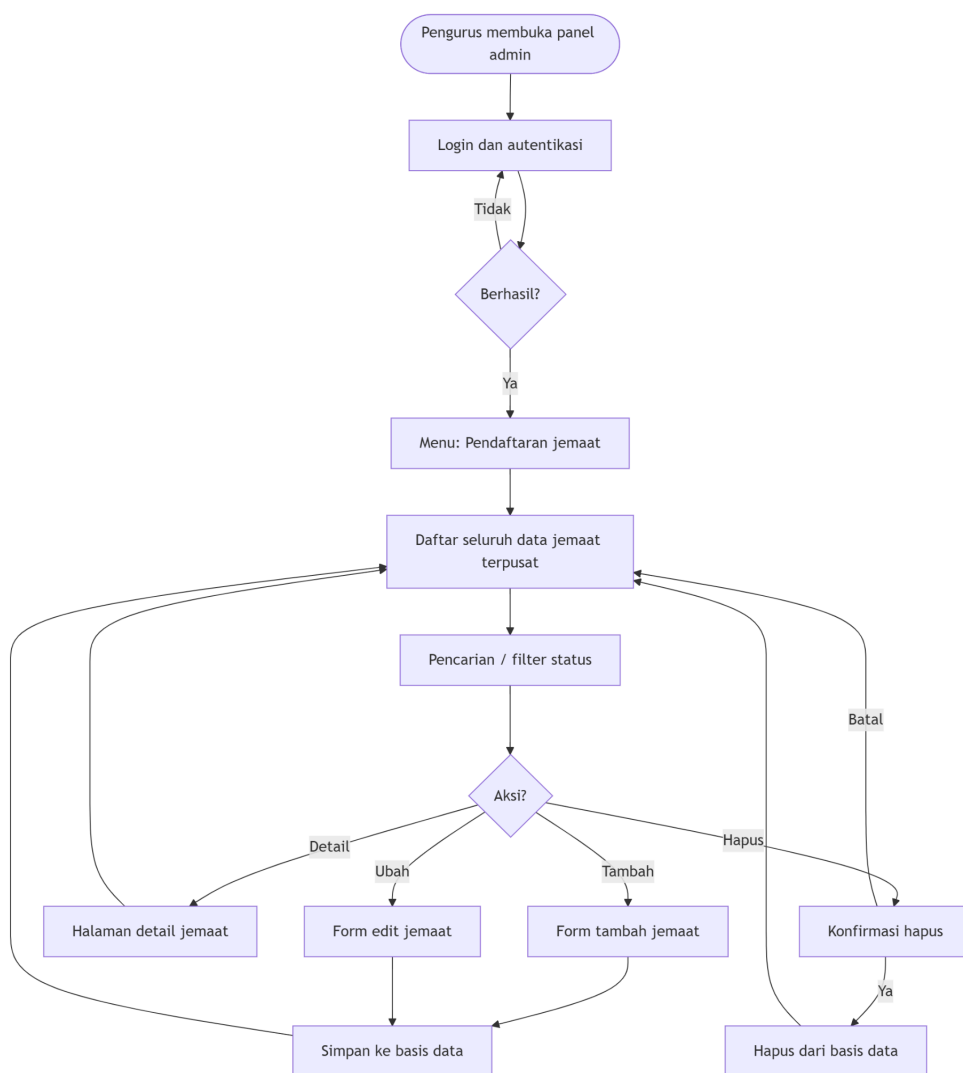 Pengurus membuka panel
admin
Login dan autentikasi
Tidak
Berhasil?
Ya
Menu: Pendaftaran jemaat
Daftar seluruh data jemaat
terpusat
Pencarian / filter status
Batal
Aksi?
Detail
Ubah
Tambah
Hapus
Halaman detail jemaat
Form edit jemaat
Form tambah jemaat
Konfirmasi hapus
Ya
Simpan ke basis data
Hapus dari basis data